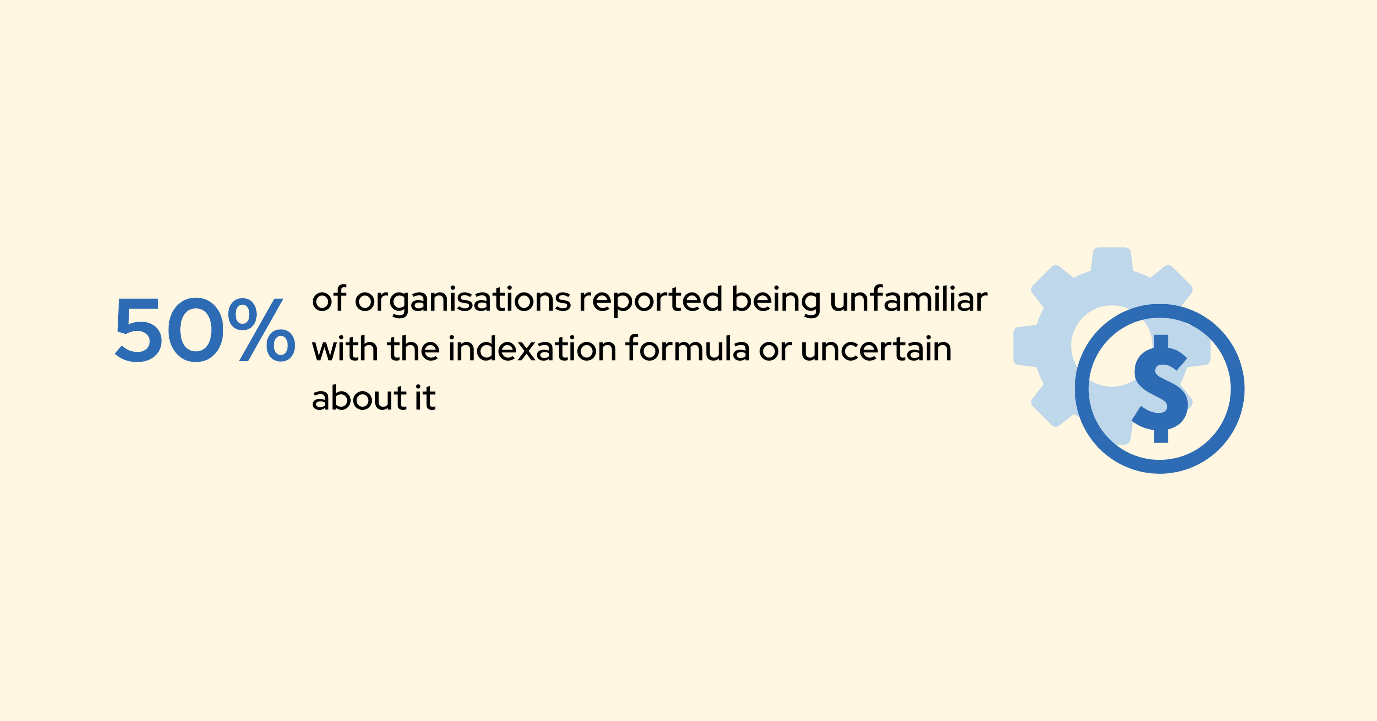 50%
of organisations reported being unfamiliar
with the indexation formula or uncertain
about it
$